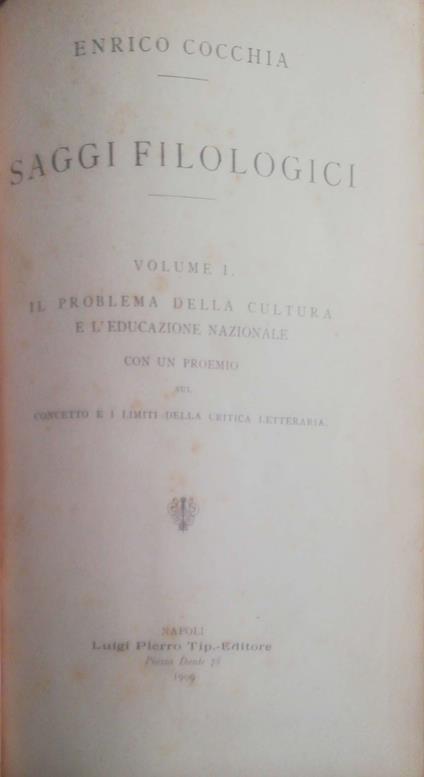 ENRICO COCCHIA
SAGGI FILOLOGICI
VOLUME I.
IL PROBLEMA DELLA CULTURA
E L'EDUCAZIONE NAZIONALE
CON UN PROEMIO
SUL
CONCETTO E I LIMITI DELLA CRITICA LETTERARIA.
NAPOLI
Luigi Pierro Tip.-Editore
Piazza Dante 76
1909